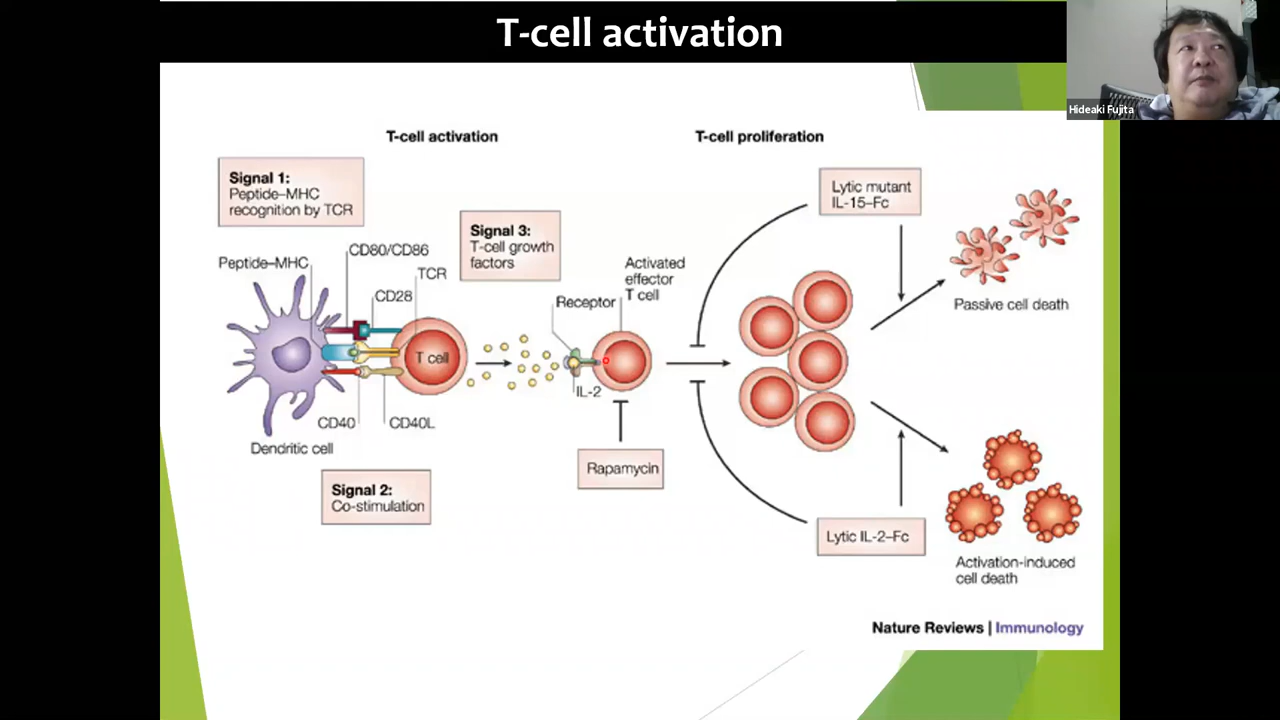 T-cell activation
Hideaki Fujita
T-cell activation
T-cell proliferation
Signal 1:
Peptide–MHC
recognition by TCR
Signal 3:
T-cell growth
factors
Lytic mutant
IL-15–Fc
Peptide–MHC
CD80/CD86
TCR
CD28
Receptor
Activated
effector
T cell
Passive cell death
T cell
IL-2
CD40
CD40L
Dendritic cell
Rapamycin
Signal 2:
Co-stimulation
Lytic IL-2–Fc
Activation-induced
cell death
Nature Reviews | Immunology